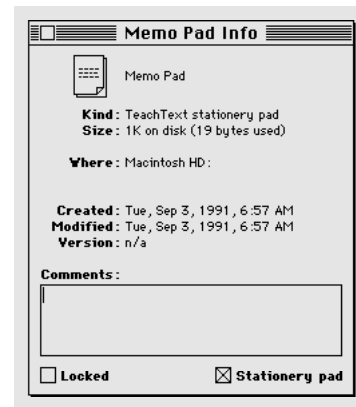 Memo Pad Info
Memo Pad
Kind: TeachText stationery pad
Size: 1K on disk (19 bytes used)
Where: Macintosh HD:
Created: Tue, Sep 3, 1991, 6:57 AM
Modified: Tue, Sep 3, 1991, 6:57 AM
Version: n/a
Comments:
Locked
Stationery pad